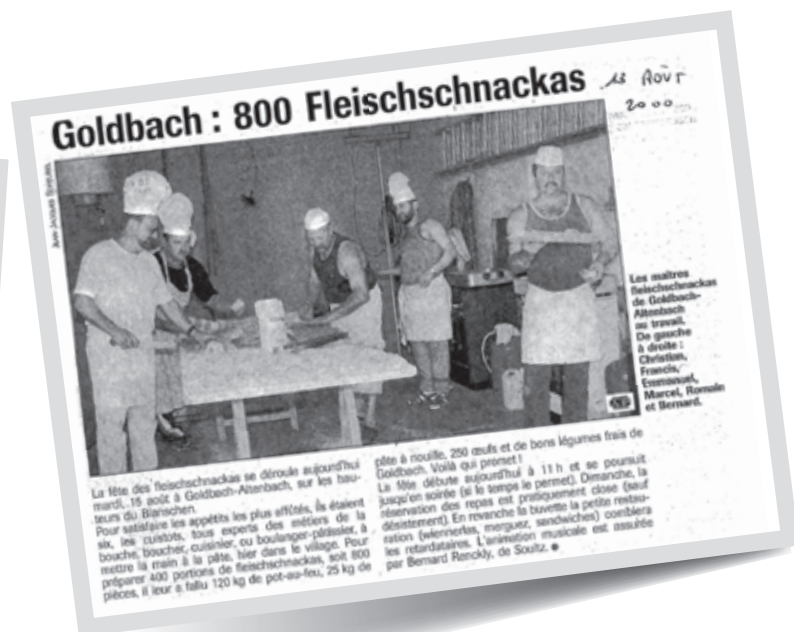 Goldbach : 800 Fleischschnackas
13 AOÛT
2000
Les maîtres
fleischschnackas
de Goldbach-
Altenbach
au travail.
De gauche
à droite :
Christian,
Francis,
Emmanuel,
Marcel, Romain
et Bernard.
La fête des fleischschnackas se déroule aujourd'hui
mardi, 15 août à Goldbach-Altenbach, sur les hau-
teurs du
Pour satisfaire les appétits les plus affûtés, ils étaient
six, les cuistots, tous experts des métiers de la
bouche, boucher, cuisinier, ou boulanger-pâtissier, à
mettre la main à la pâte, hier dans le village. Pour
préparer 400 portions de fleischschnackas, soit 800
pièces, il leur a fallu 120 kg de pot-au-feu, 25 kg de
pâte à nouille, 250 œufs et de bons légumes frais de
Goldbach. Voilà qui promet !
La fête débute aujourd'hui à 11 h et se poursuit
jusqu'en soirée (si le temps le permet). Dimanche, la
réservation des repas est pratiquement close (sauf
désistement). En revanche la buvette la petite restau-
ration (wiennerles, merguez, sandwiches) comblera
les retardataires. L'animation musicale est assurée
par Bernard Renckly, de Soultz.